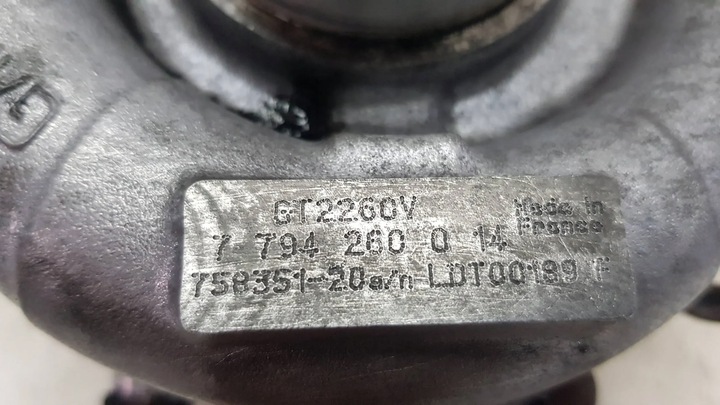 GT2260V
Made in
France
7 794 260 0 14
758351-20 s/n LDT00189 F